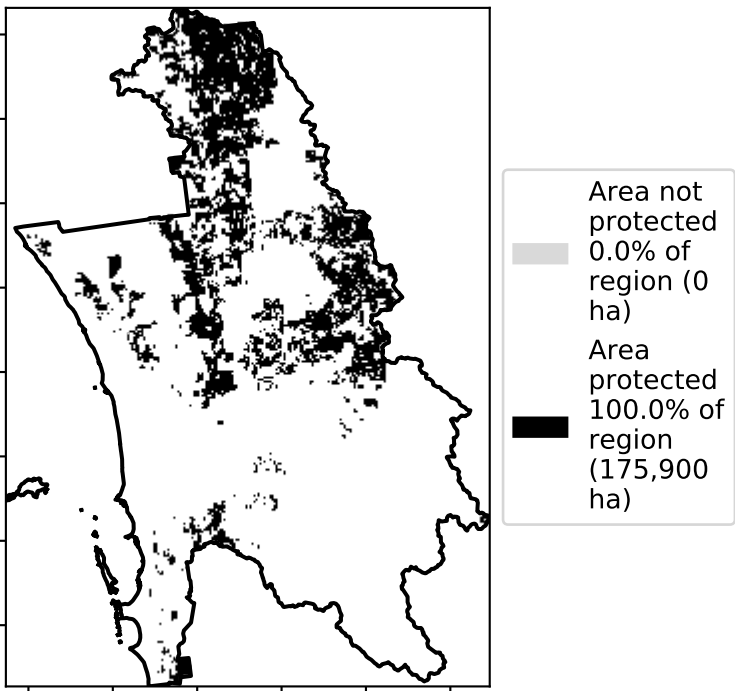 Area not
protected
0.0% of
region (0
ha)
Area
protected
100.0% of
region
(175,900
ha)